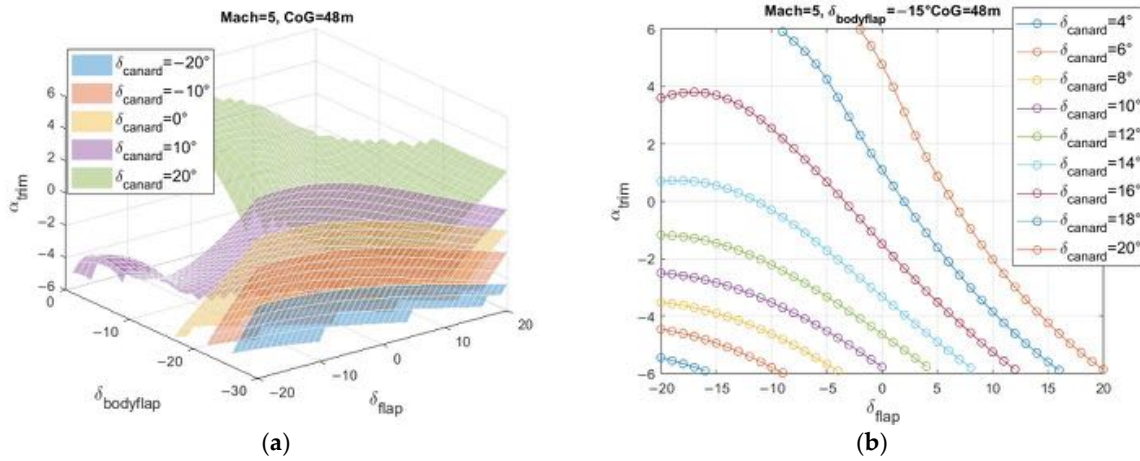 Mach=5, CoG=48m
δcanard=−20°
δcanard=−10°
δcanard=0°
δcanard=10°
δcanard=20°
6
4
2
0
−2
−4
−6
αtrim
0
−10
−20
−30
δbodyflap
−20
−10
0
10
20
δflap
(a)
Mach=5, δbodyflap=−15°CoG=48m
δcanard=4°
δcanard=6°
δcanard=8°
δcanard=10°
δcanard=12°
δcanard=14°
δcanard=16°
δcanard=18°
δcanard=20°
6
4
2
0
−2
−4
−6
αtrim
−20 −15 −10 −5 0 5 10 15 20
δflap
(b)